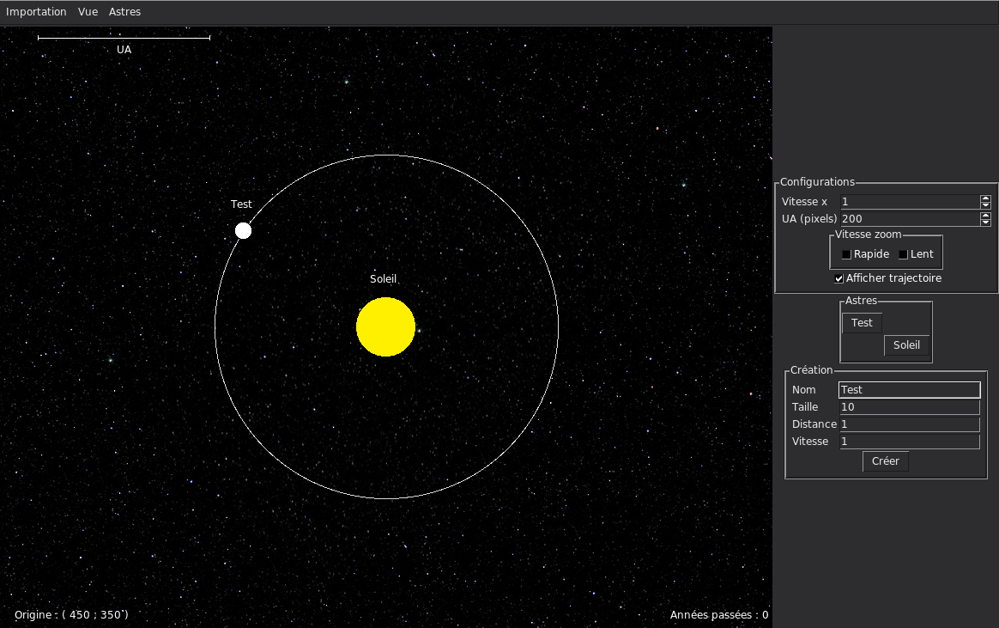 Importation Vue Astres
UA
Test
Soleil
Origine : ( 450 ; 350 )
Années passées : 0
Configurations
Vitesse x 1
UA (pixels) 200
Vitesse zoom
Rapide Lent
Afficher trajectoire
Astres
Test
Soleil
Création
Nom Test
Taille 10
Distance 1
Vitesse 1
Créer